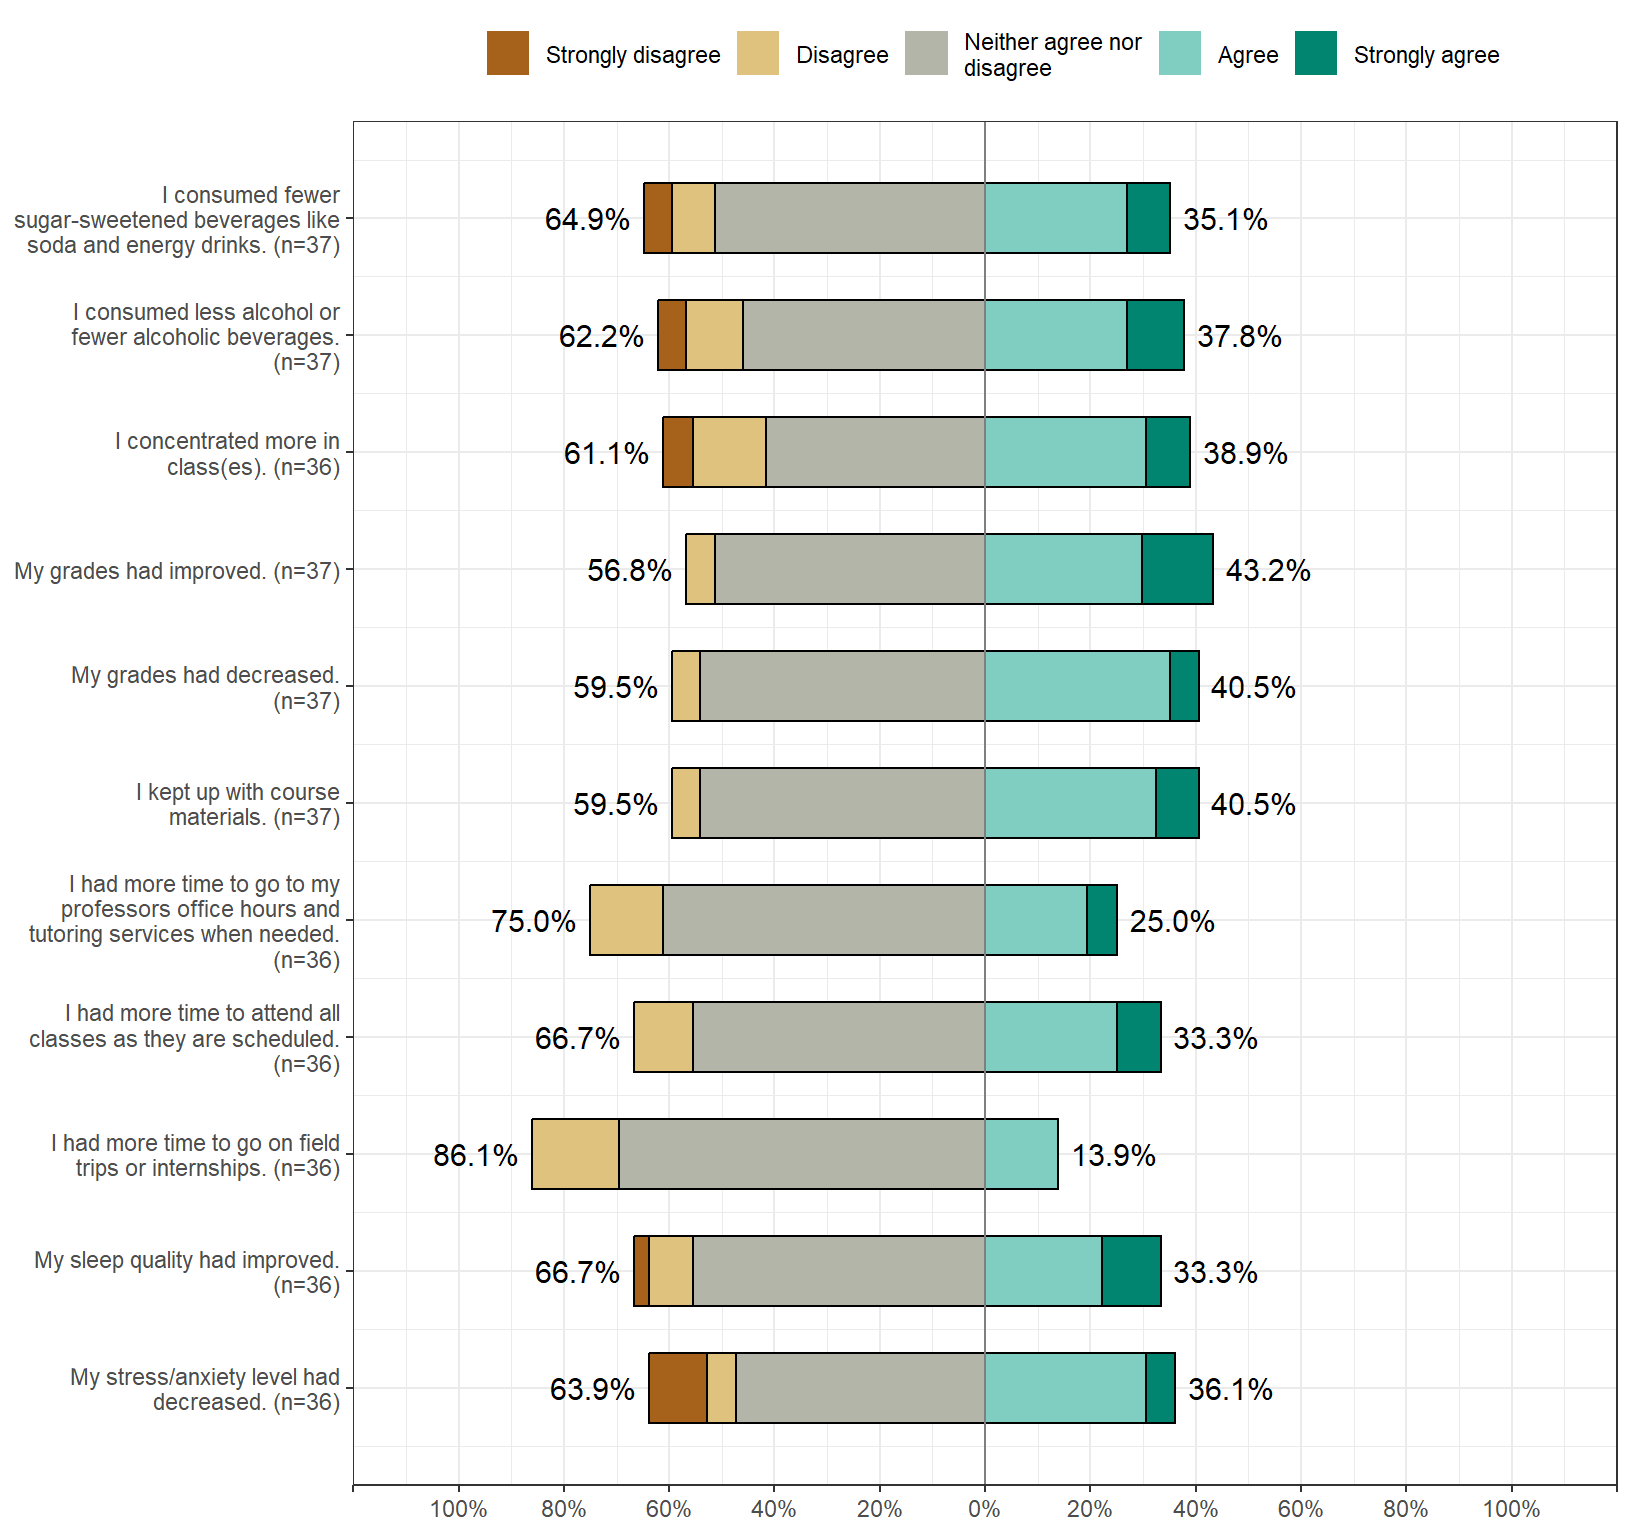 Strongly disagree
Disagree
Neither agree nor
disagree
Agree
Strongly agree
I consumed fewer
sugar-sweetened beverages like
soda and energy drinks. (n=37)
64.9%
35.1%
I consumed less alcohol or
fewer alcoholic beverages.
(n=37)
62.2%
37.8%
I concentrated more in
class(es). (n=36)
61.1%
38.9%
My grades had improved. (n=37)
56.8%
43.2%
My grades had decreased.
(n=37)
59.5%
40.5%
I kept up with course
materials. (n=37)
59.5%
40.5%
I had more time to go to my
professors office hours and
tutoring services when needed.
(n=36)
75.0%
25.0%
I had more time to attend all
classes as they are scheduled.
(n=36)
66.7%
33.3%
I had more time to go on field
trips or internships. (n=36)
86.1%
13.9%
My sleep quality had improved.
(n=36)
66.7%
33.3%
My stress/anxiety level had
decreased. (n=36)
63.9%
36.1%
100% 80% 60% 40% 20% 0% 20% 40% 60% 80% 100%